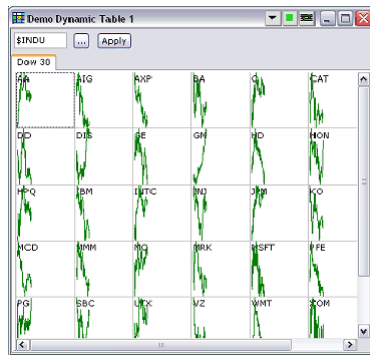 Demo Dynamic Table 1
$INDU ... Apply
Dow 30
AA AIG AXP BA C CAT
DD DIS GE GM HD HON
HPQ IBM INTC JNJ JPM KO
MCD MMM MO MRK MSFT PFE
PG SBC UTX VZ WMT XOM